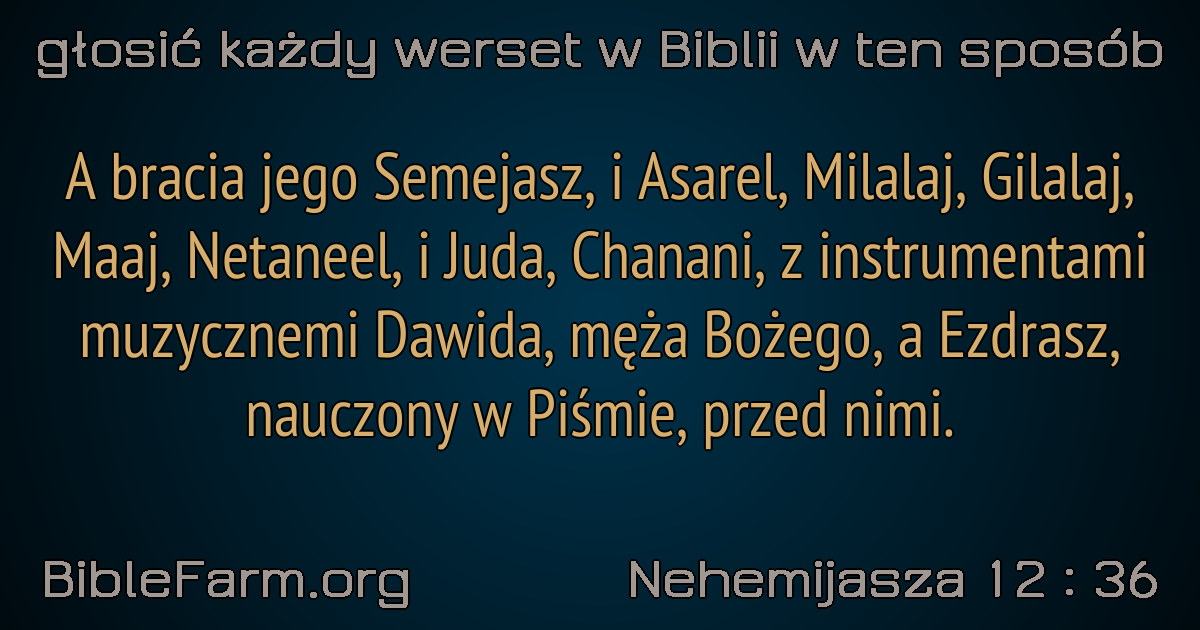 głosić każdy werset w Biblii w ten sposób
A bracia jego Semejasz, i Asarel, Milalaj, Gilalaj,
Maaj, Netaneel, i Juda, Chanani, z instrumentami
muzycznemi Dawida, męża Bożego, a Ezdrasz,
nauczony w Piśmie, przed nimi.
BibleFarm.org
Nehemijasza 12 : 36